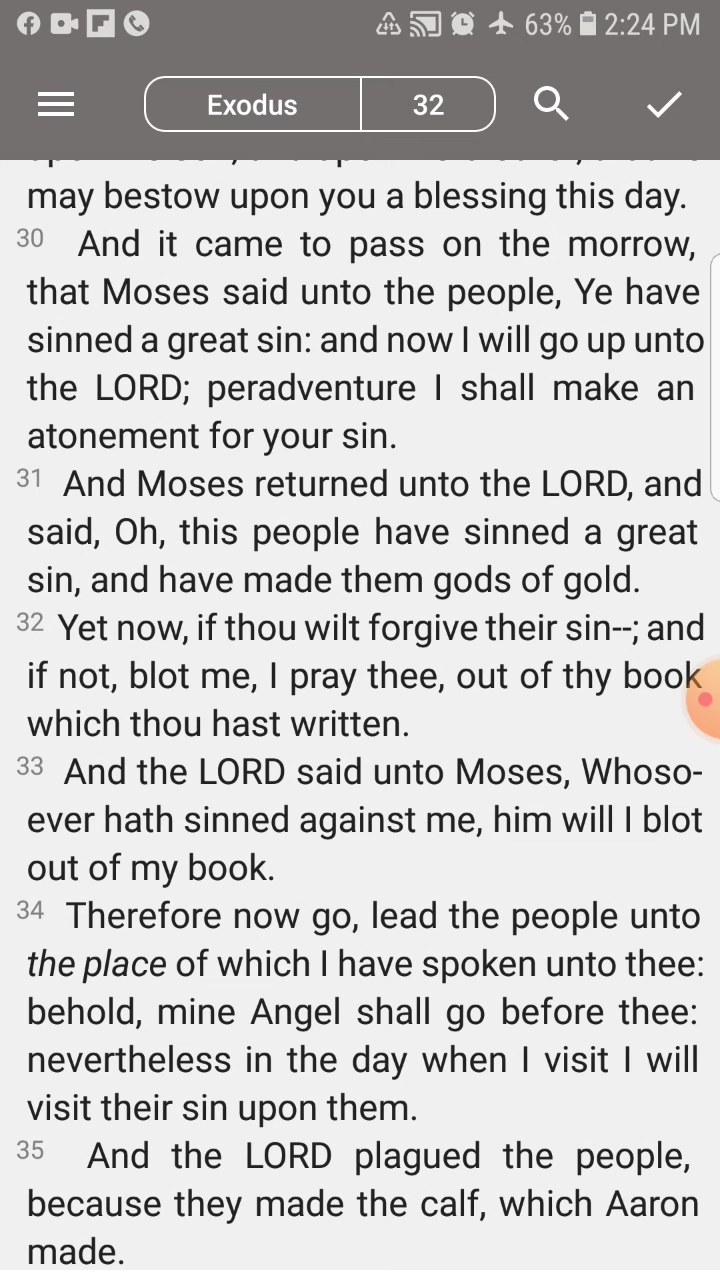 63% 2:24 PM
Exodus 32
may bestow upon you a blessing this day.
30 And it came to pass on the morrow,
that Moses said unto the people, Ye have
sinned a great sin: and now I will go up unto
the LORD; peradventure I shall make an
atonement for your sin.
31 And Moses returned unto the LORD, and
said, Oh, this people have sinned a great
sin, and have made them gods of gold.
32 Yet now, if thou wilt forgive their sin--; and
if not, blot me, I pray thee, out of thy book
which thou hast written.
33 And the LORD said unto Moses, Whoso-
ever hath sinned against me, him will I blot
out of my book.
34 Therefore now go, lead the people unto
the place of which I have spoken unto thee:
behold, mine Angel shall go before thee:
nevertheless in the day when I visit I will
visit their sin upon them.
35 And the LORD plagued the people,
because they made the calf, which Aaron
made.